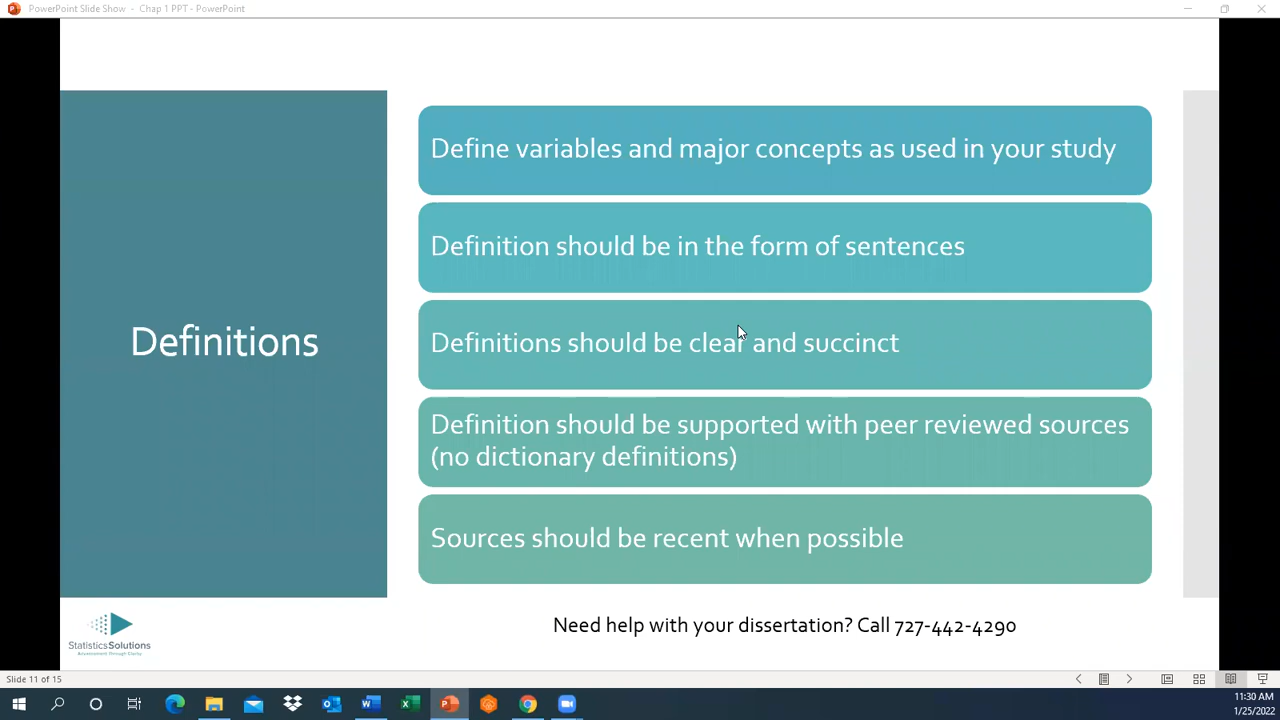 PowerPoint Slide Show - Chap 1 PPT - PowerPoint
Define variables and major concepts as used in your study
Definition should be in the form of sentences
Definitions
Definitions should be clear and succinct
Definition should be supported with peer reviewed sources
(no dictionary definitions)
Sources should be recent when possible
StatisticsSolutions
Advancement through Clarity
Need help with your dissertation? Call 727-442-4290
Slide 11 of 15
11:30 AM
1/25/2022